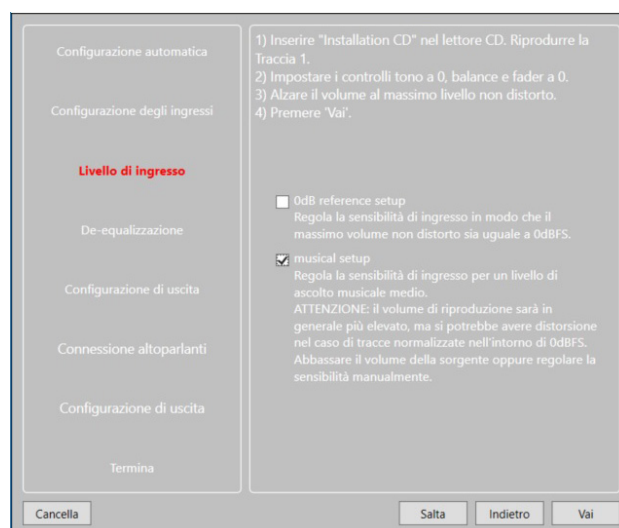 Configurazione automatica
Configurazione degli ingressi
Livello di ingresso
De-equalizzazione
Configurazione di uscita
Connessione altoparlanti
Configurazione di uscita
Termina
1) Inserire "Installation CD" nel lettore CD. Riprodurre la
Traccia 1.
2) Impostare i controlli tono a 0, balance e fader a 0.
3) Alzare il volume al massimo livello non distorto.
4) Premere 'Vai'.
0dB reference setup
Regola la sensibilità di ingresso in modo che il
massimo volume non distorto sia uguale a 0dBFS.
musical setup
Regola la sensibilità di ingresso per un livello di
ascolto musicale medio.
ATTENZIONE: il volume di riproduzione sarà in
generale più elevato, ma si potrebbe avere distorsione
nel caso di tracce normalizzate nell'intorno di 0dBFS.
Abbassare il volume della sorgente oppure regolare la
sensibilità manualmente.
Cancella
Salta
Indietro
Vai